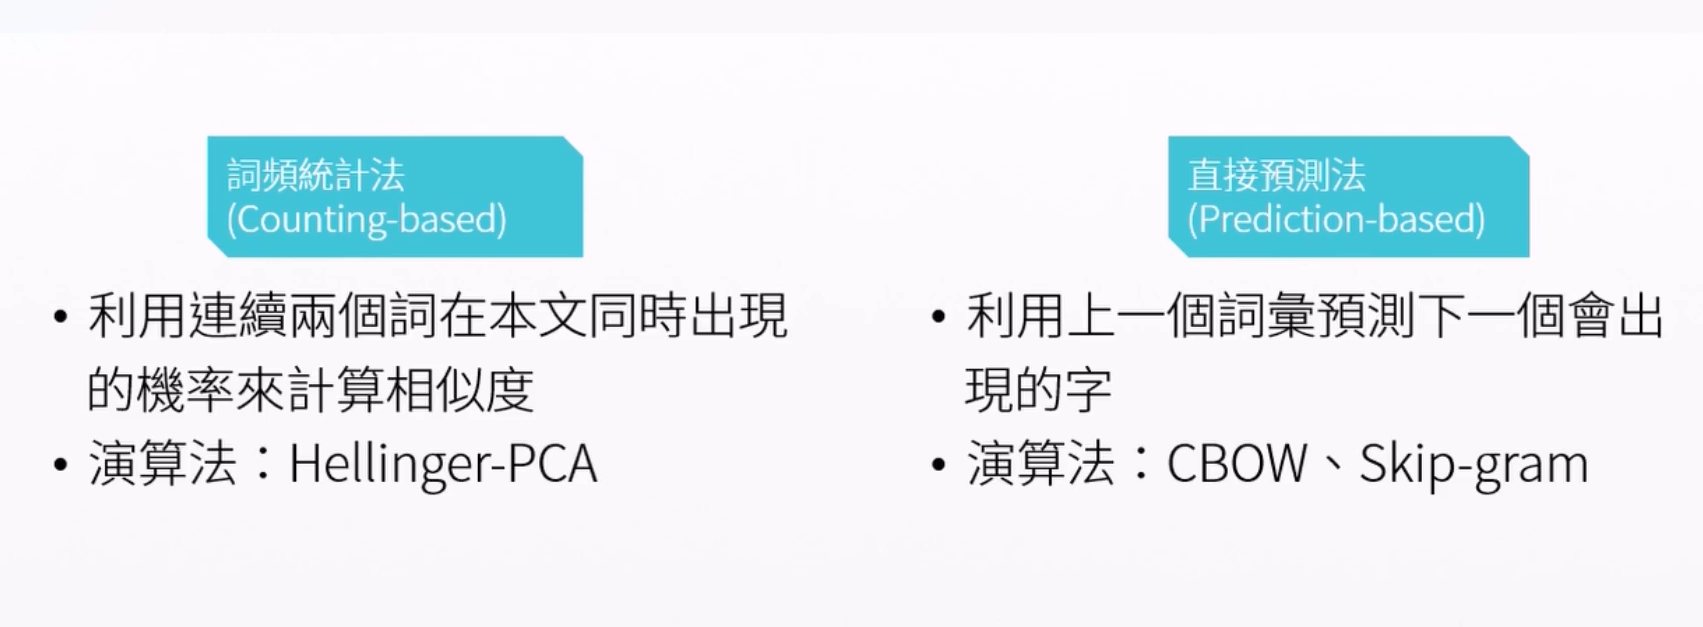 詞頻統計法
(Counting-based)
• 利用連續兩個詞在本文同時出現
的機率來計算相似度
• 演算法：Hellinger-PCA
直接預測法
(Prediction-based)
• 利用上一個詞彙預測下一個會出
現的字
• 演算法：CBOW、Skip-gram